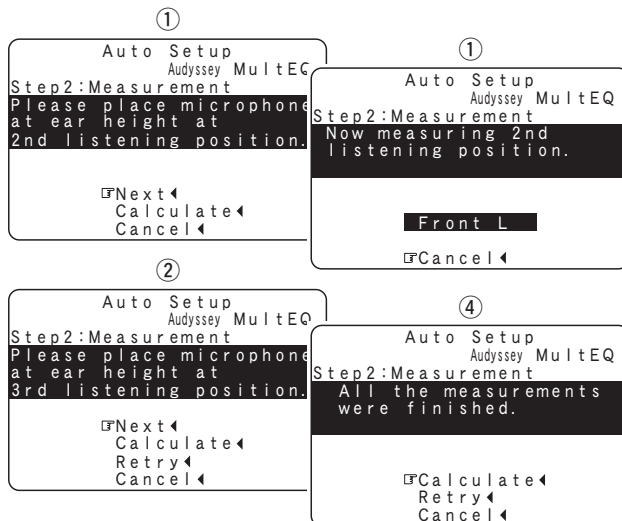 ①
Auto Setup
Audyssey MultEQ
Step2:Measurement
Please place microphone
at ear height at
2nd listening position.
☞Next◀
Calculate◀
Cancel◀
①
Auto Setup
Audyssey MultEQ
Step2:Measurement
Now measuring 2nd
listening position.
Front L
☞Cancel◀
②
Auto Setup
Audyssey MultEQ
Step2:Measurement
Please place microphone
at ear height at
3rd listening position.
☞Next◀
Calculate◀
Retry◀
Cancel◀
④
Auto Setup
Audyssey MultEQ
Step2:Measurement
All the measurements
were finished.
☞Calculate◀
Retry◀
Cancel◀